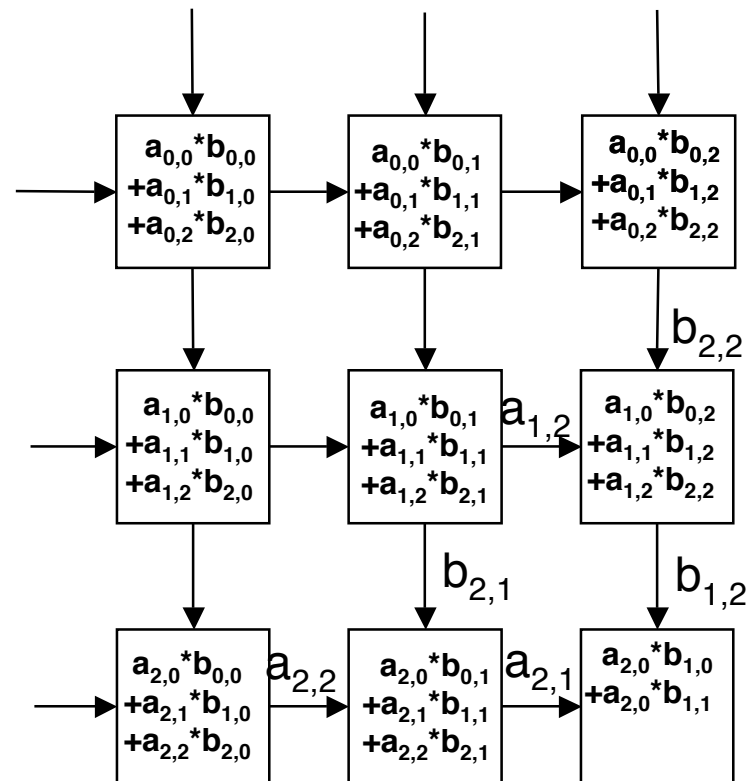 a0,0*b0,0
+a0,1*b1,0
+a0,2*b2,0
a0,0*b0,1
+a0,1*b1,1
+a0,2*b2,1
a0,0*b0,2
+a0,1*b1,2
+a0,2*b2,2
b2,2
a1,0*b0,0
+a1,1*b1,0
+a1,2*b2,0
a1,0*b0,1
+a1,1*b1,1
+a1,2*b2,1
a1,2
a1,0*b0,2
+a1,1*b1,2
+a1,2*b2,2
b2,1
b1,2
a2,0*b0,0
+a2,1*b1,0
+a2,2*b2,0
a2,2
a2,0*b0,1
+a2,1*b1,1
+a2,2*b2,1
a2,1
a2,0*b1,0
+a2,0*b1,1